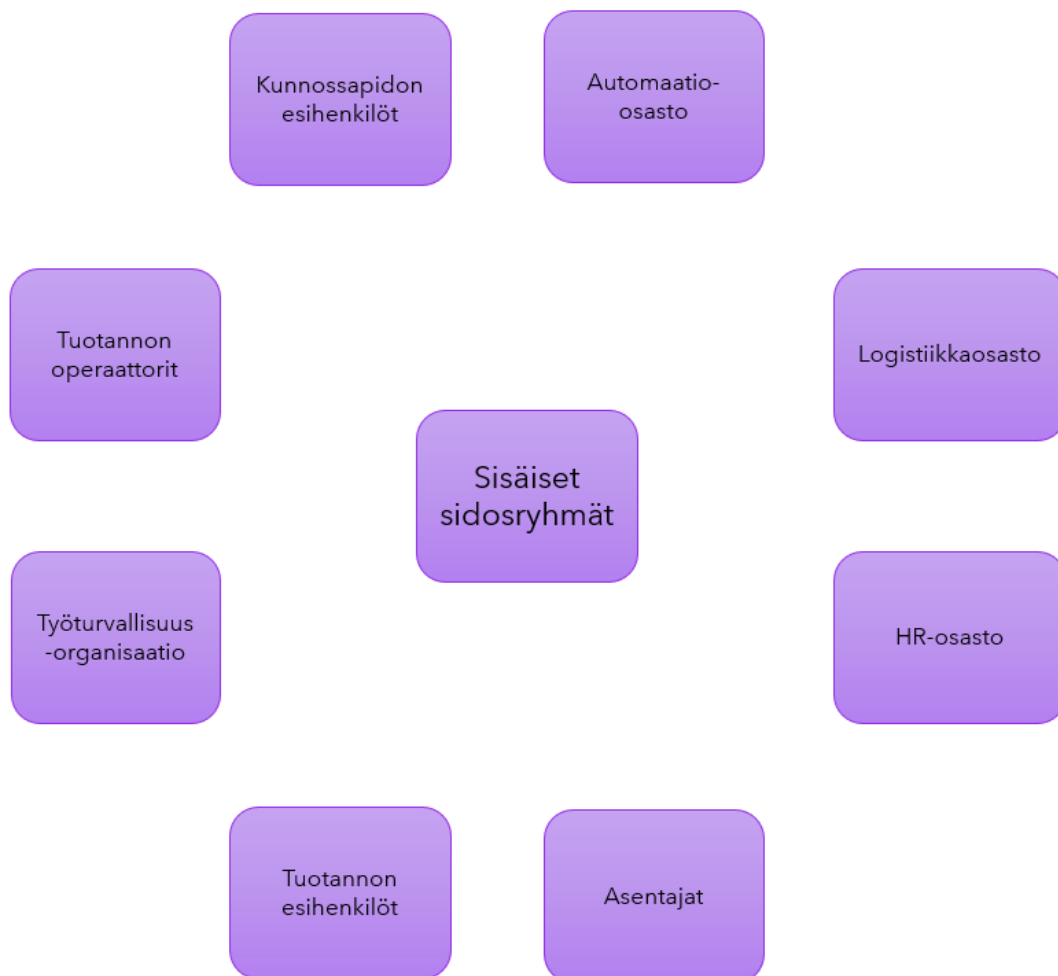 Kunnossapidon
esihenkilöt
Automaatio-
osasto
Tuotannon
operaattorit
Logistiikkaosasto
Sisäiset
sidosryhmät
Työturvallisuus
-organisaatio
HR-osasto
Tuotannon
esihenkilöt
Asentajat